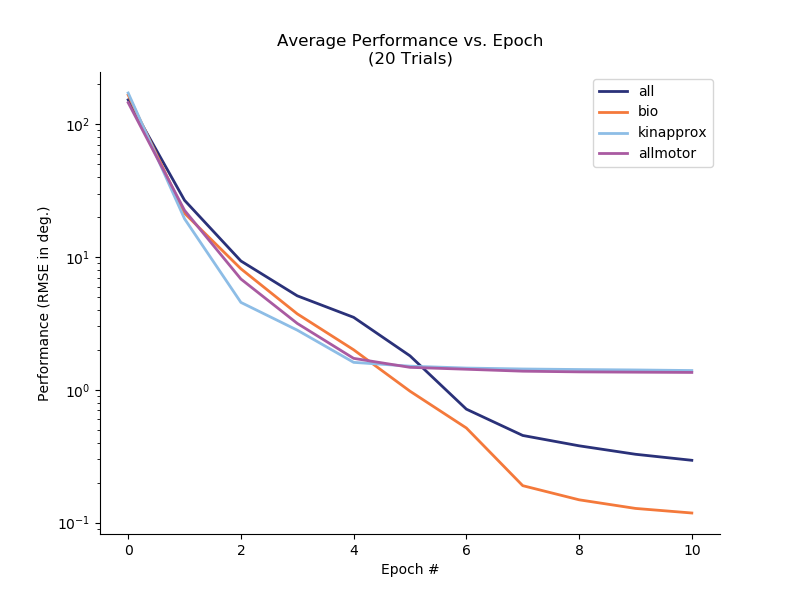 Average Performance vs. Epoch
(20 Trials)
all
bio
kinapprox
allmotor
Performance (RMSE in deg.)
10²
10¹
10⁰
10⁻¹
0 2 4 6 8 10
Epoch #